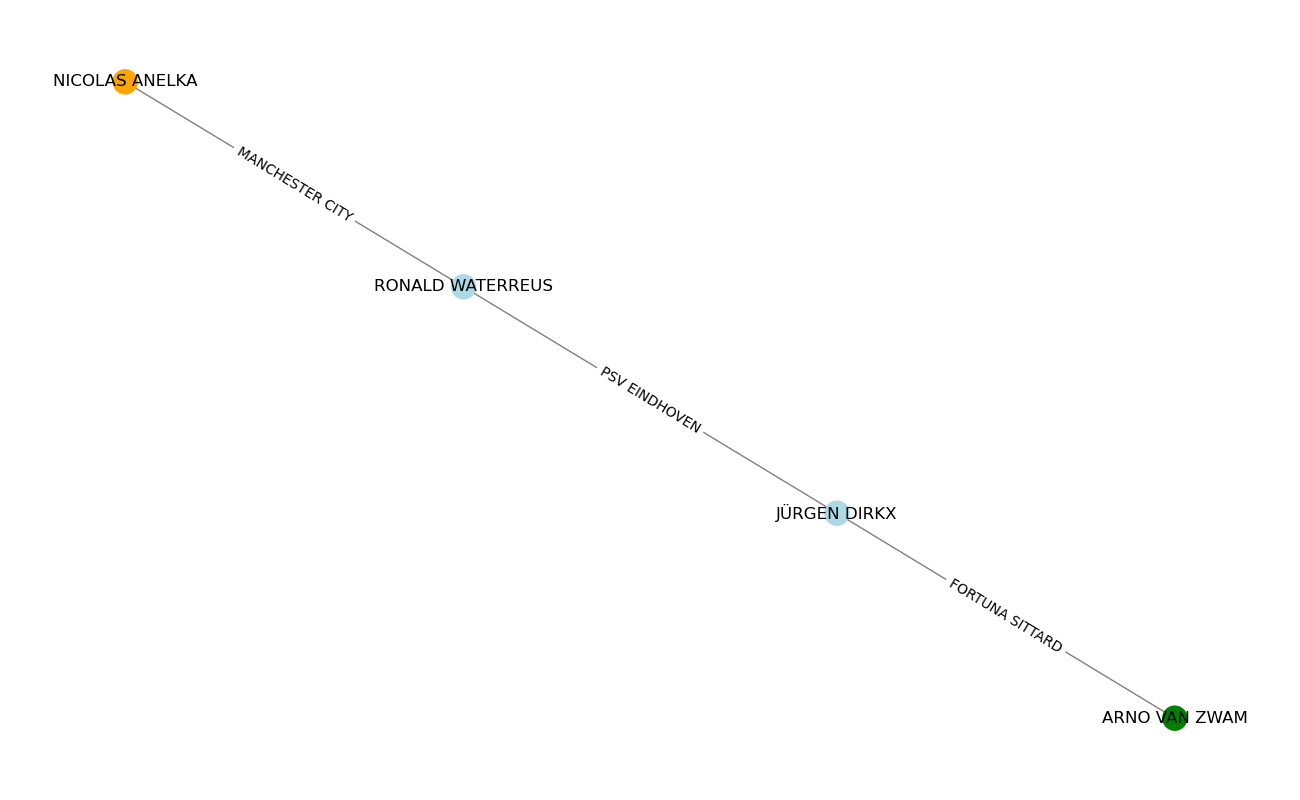 NICOLAS ANELKA
MANCHESTER CITY
RONALD WATERREUS
PSV EINDHOVEN
JÜRGEN DIRKX
FORTUNA SITTARD
ARNO VAN ZWAM